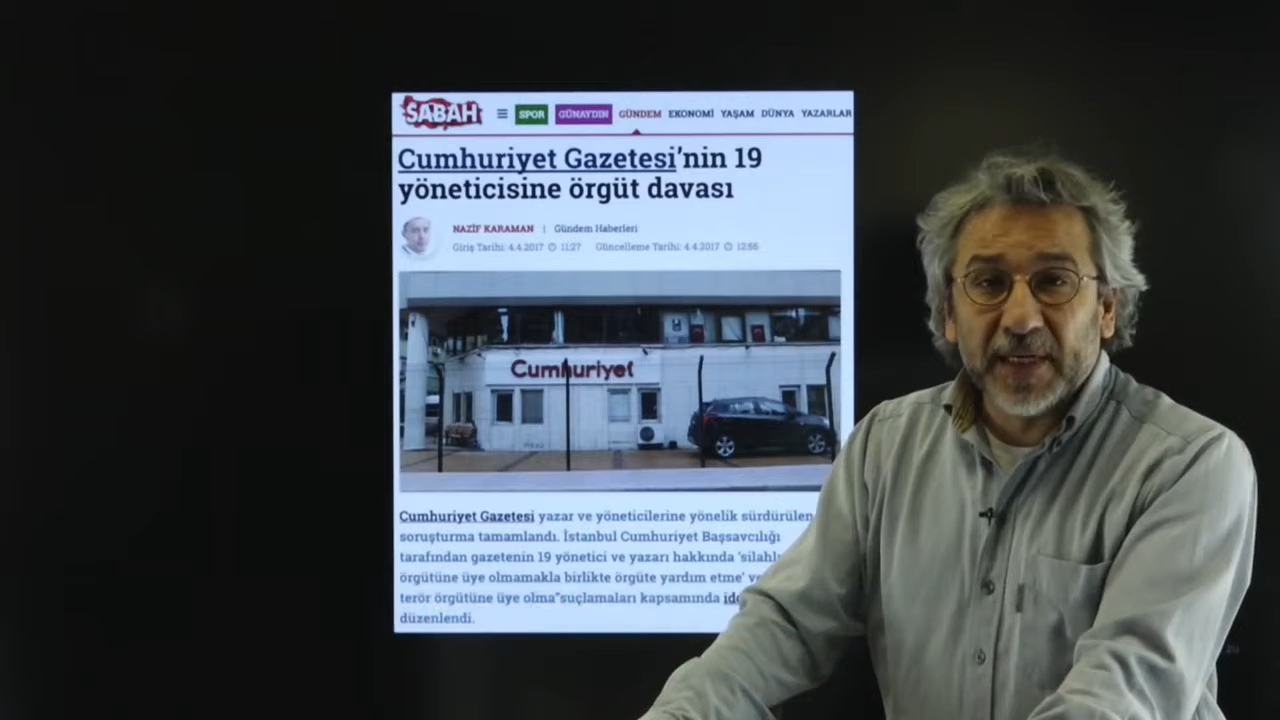 SABAH SPOR GÜNAYDIN GÜNDEM EKONOMİ YAŞAM DÜNYA YAZARLAR
Cumhuriyet Gazetesi'nin 19
yöneticisine örgüt davası
NAZİF KARAMAN | Gündem Haberleri
Giriş Tarihi: 4.4.2017 11:27 Güncelleme Tarihi: 4.4.2017 12:56
Cumhuriyet
Cumhuriyet Gazetesi yazar ve yöneticilerine yönelik sürdürülen
soruşturma tamamlandı. İstanbul Cumhuriyet Başsavcılığı
tarafından gazetenin 19 yönetici ve yazarı hakkında 'silahlı
örgütüne üye olmamakla birlikte örgüte yardım etme'
terör örgütüne üye olma"suçlamaları kapsamında
düzenlendi.